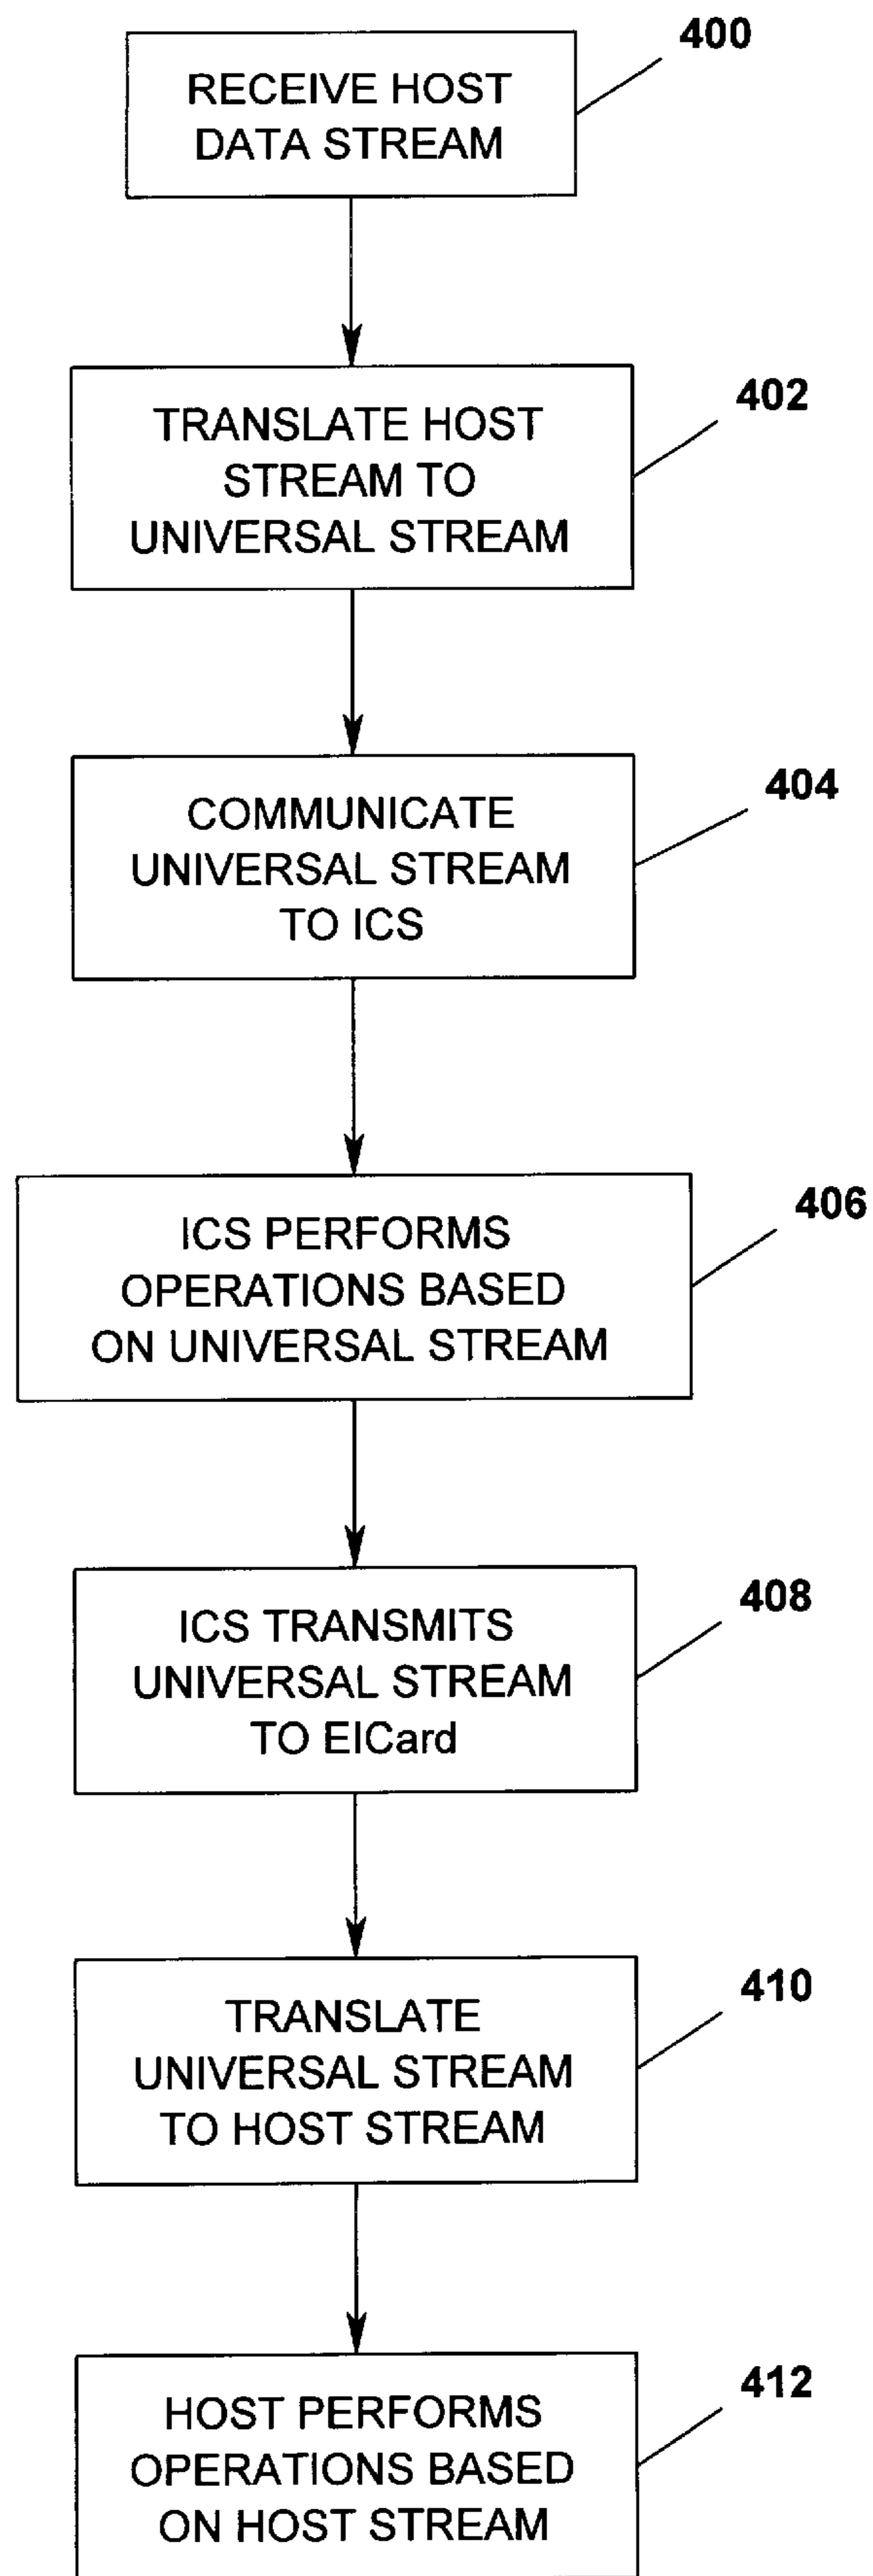 400
RECEIVE HOST
DATA STREAM
402
TRANSLATE HOST
STREAM TO
UNIVERSAL STREAM
404
COMMUNICATE
UNIVERSAL STREAM
TO ICS
406
ICS PERFORMS
OPERATIONS BASED
ON UNIVERSAL STREAM
408
ICS TRANSMITS
UNIVERSAL STREAM
TO EICard
410
TRANSLATE
UNIVERSAL STREAM
TO HOST STREAM
412
HOST PERFORMS
OPERATIONS BASED
ON HOST STREAM